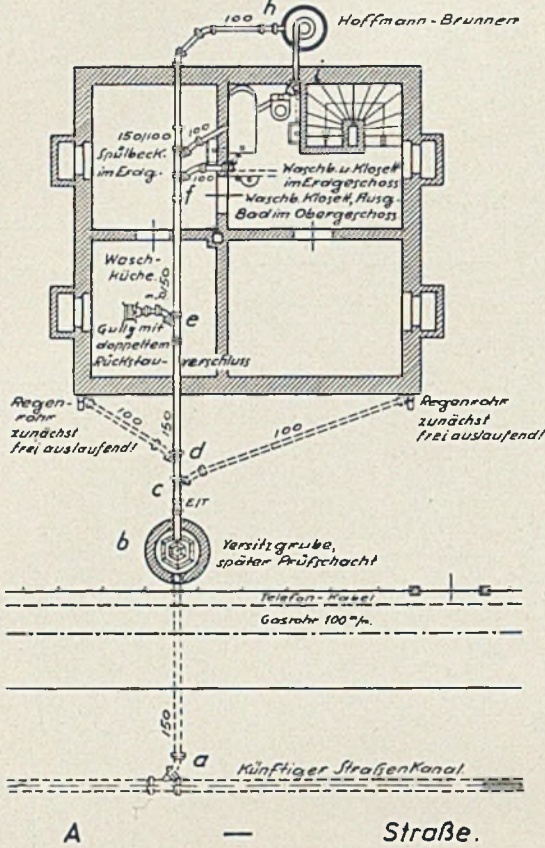 h
100
Hoffmann-Brunnen
150/100
100
Spülbeck.
im Erdg.
100
f
Waschb. u. Klosett
im Erdgeschoss
Waschb. Klosett, Ausg.
Bad im Obergeschoss
Wasch-
küche.
150
e
Gully mit
doppeltem
Rückstau-verschluss
Regen-
rohr
zunächst
frei auslaufend!
100
150
d
100
Regenrohr
zunächst
frei auslaufend!
c
E/T
b
Versitzgrube,
später Prüfschacht
Telefon-Kabel
Gasrohr 100 m/m.
150
a
Künftiger Straßenkanal.
A — Straße.